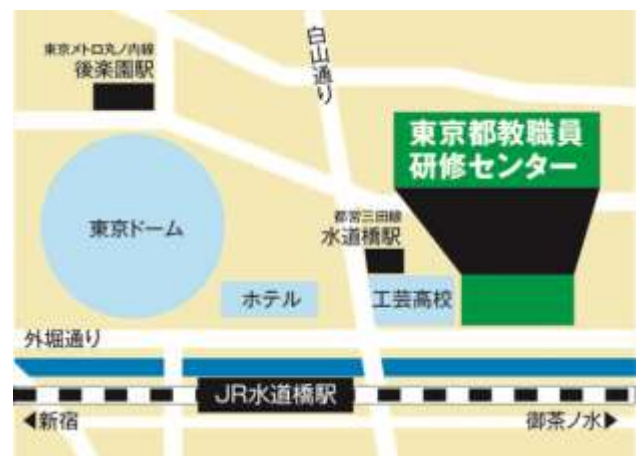 東京メトロ丸ノ内線
後楽園駅
白山通り
東京都教職員
研修センター
東京ドーム
都営三田線
水道橋駅
ホテル
工芸高校
外堀通り
JR水道橋駅
◀新宿
御茶ノ水▶